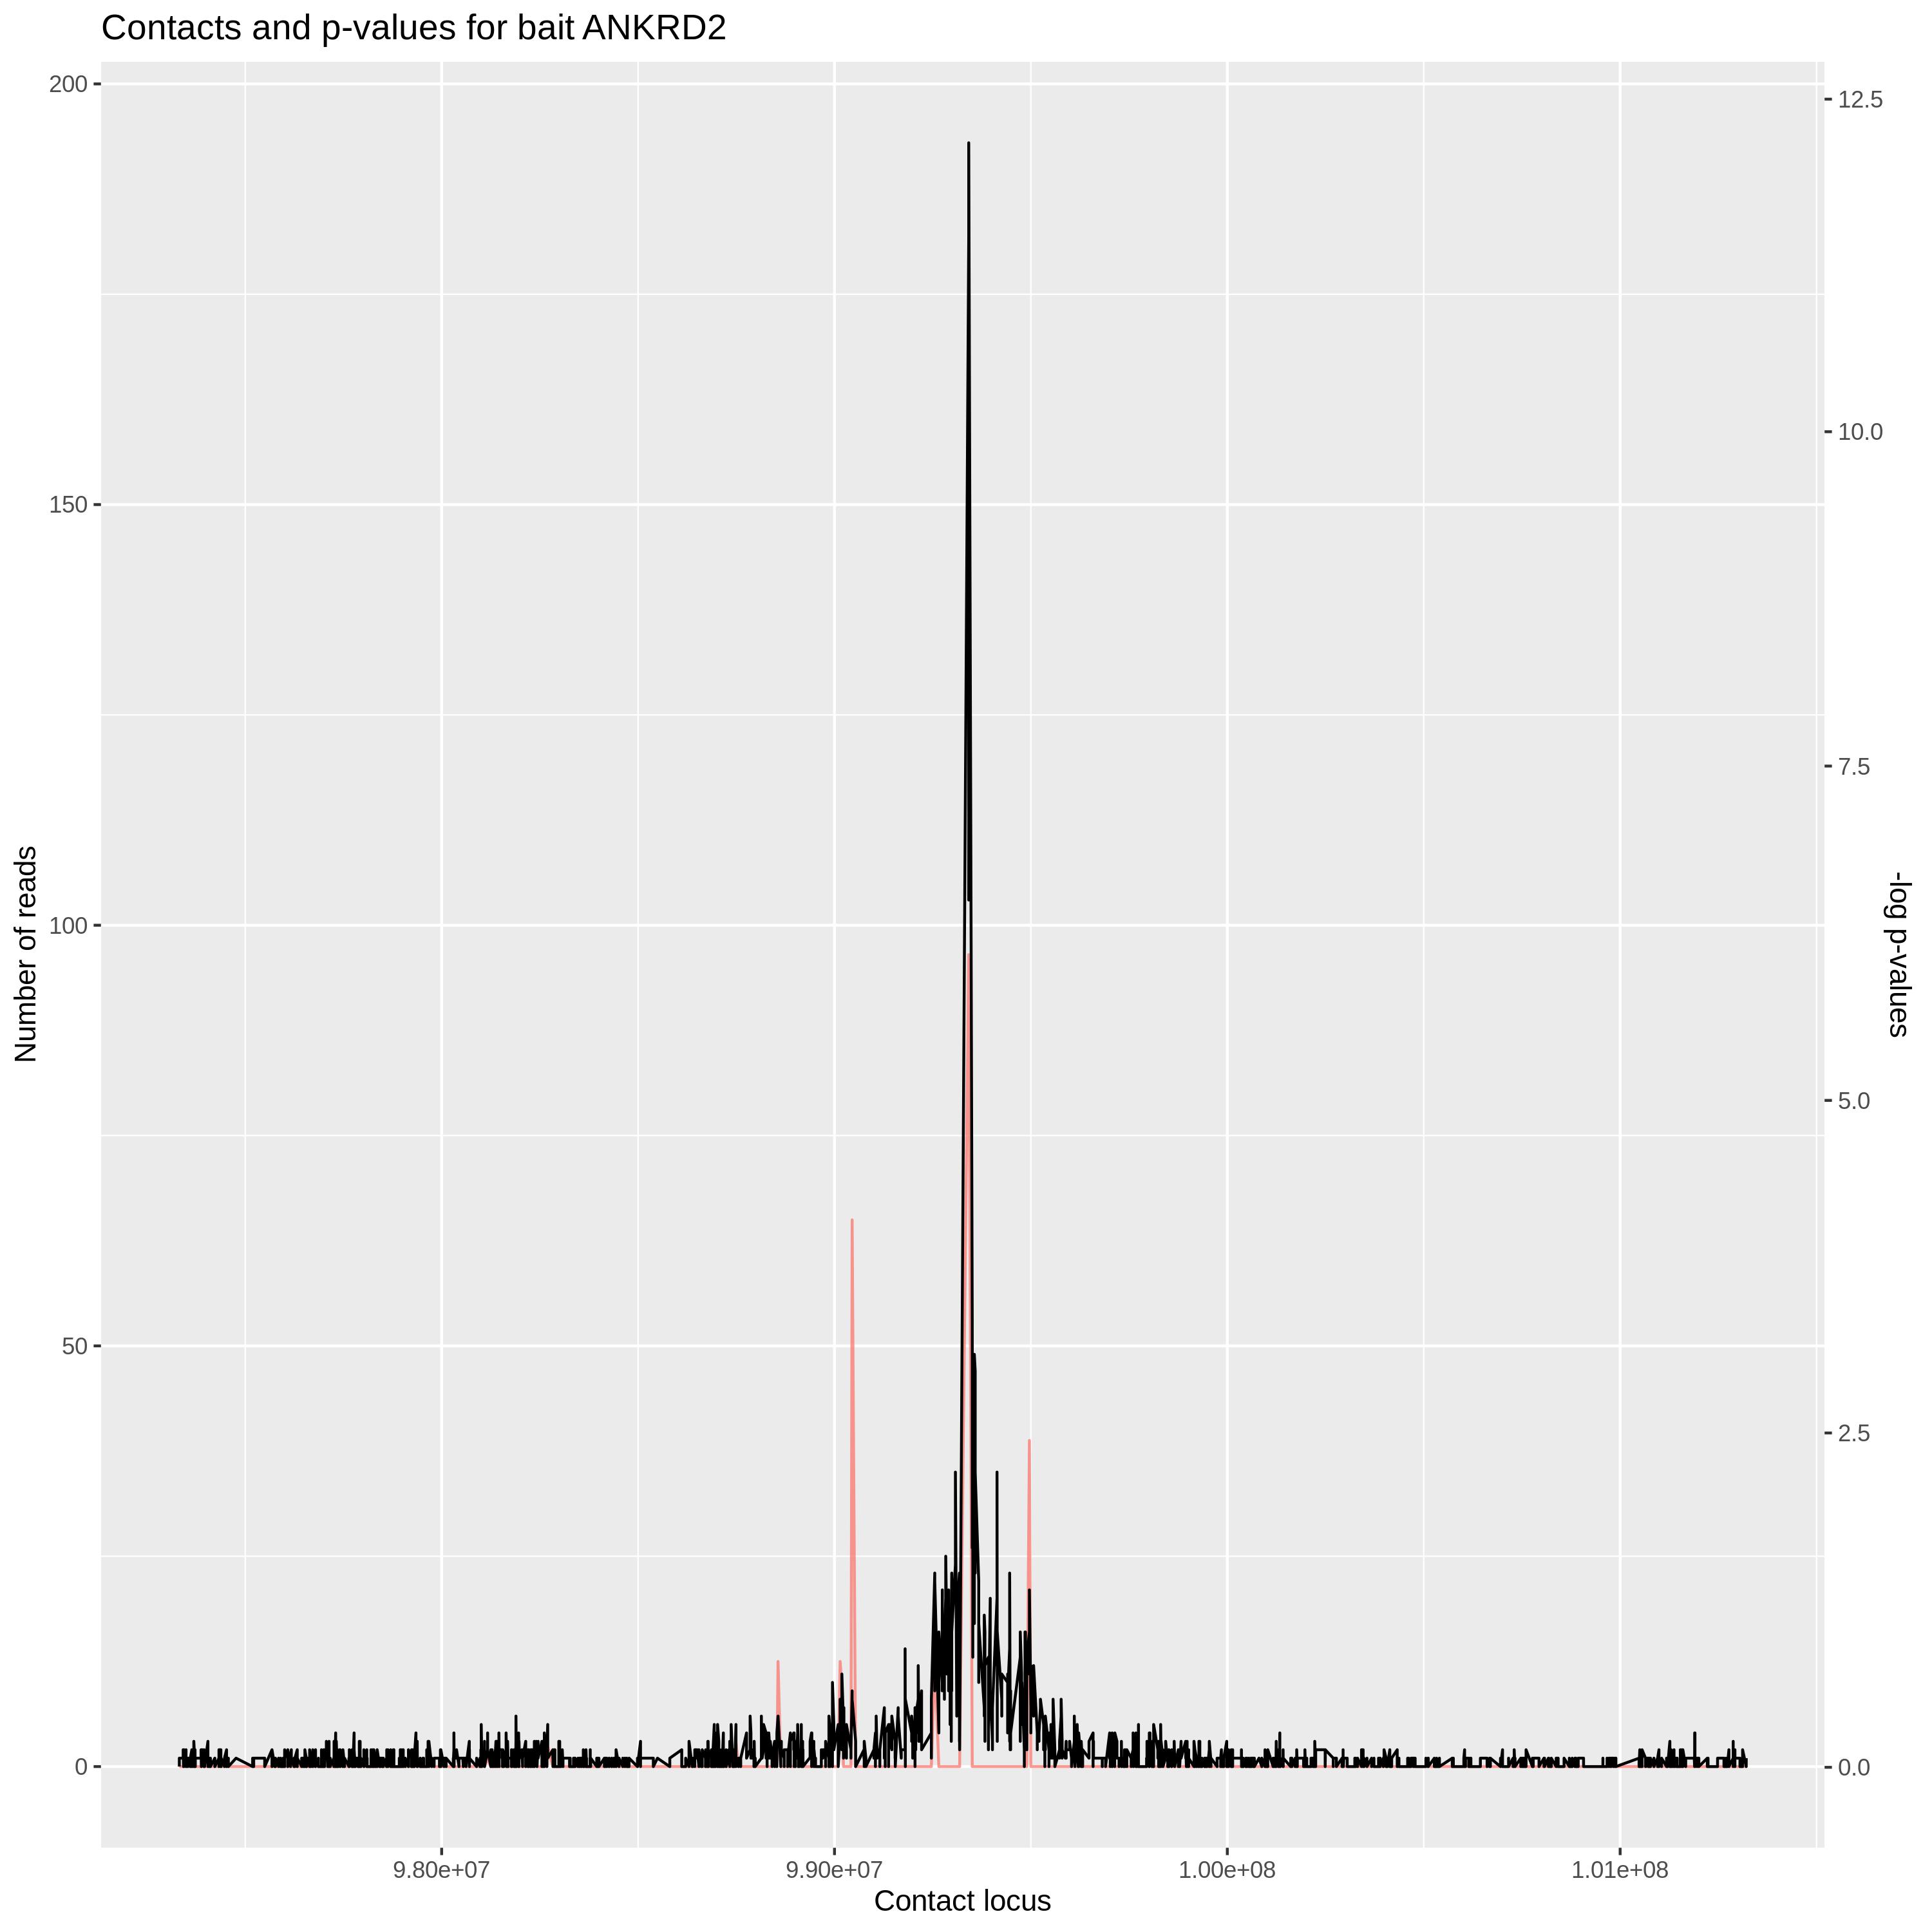 Contacts and p-values for bait ANKRD2
200
150
100
50
0
Number of reads
12.5
10.0
7.5
5.0
2.5
0.0
-log p-values
9.80e+07 9.90e+07 1.00e+08 1.01e+08
Contact locus